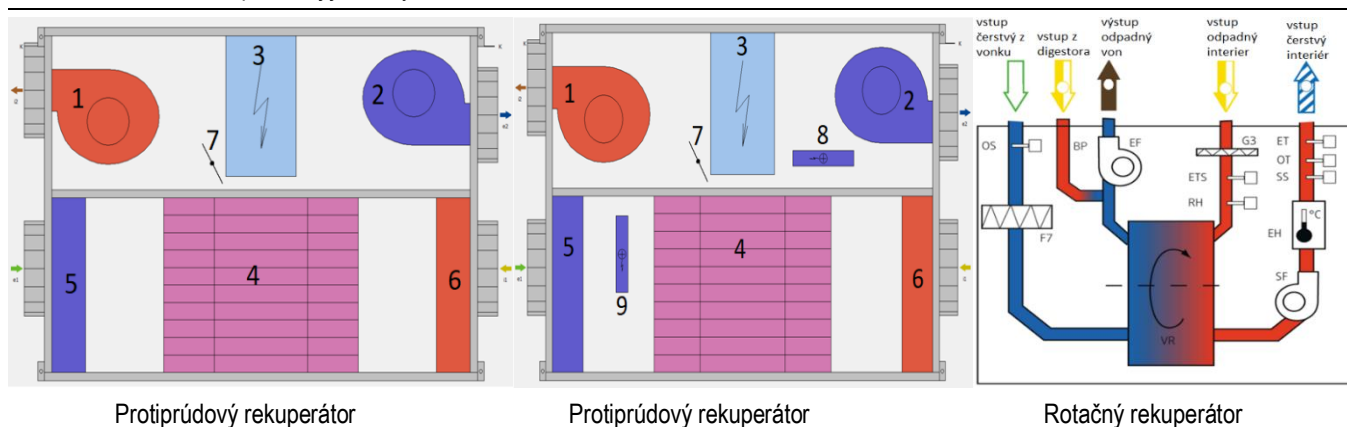 1
2
3
4
5
6
7
1
2
3
4
5
6
7
8
9
vstup
čerstvý z
vonku
vstup z
digestora
výstup
odpadný
von
vstup
odpadný
interier
vstup
čerstvý
interiér
OS
BP
EF
G3
ET
OT
SS
ETS
RH
°C
EH
F7
SF
VR
Protiprúdový rekuperátor
Protiprúdový rekuperátor
Rotačný rekuperátor